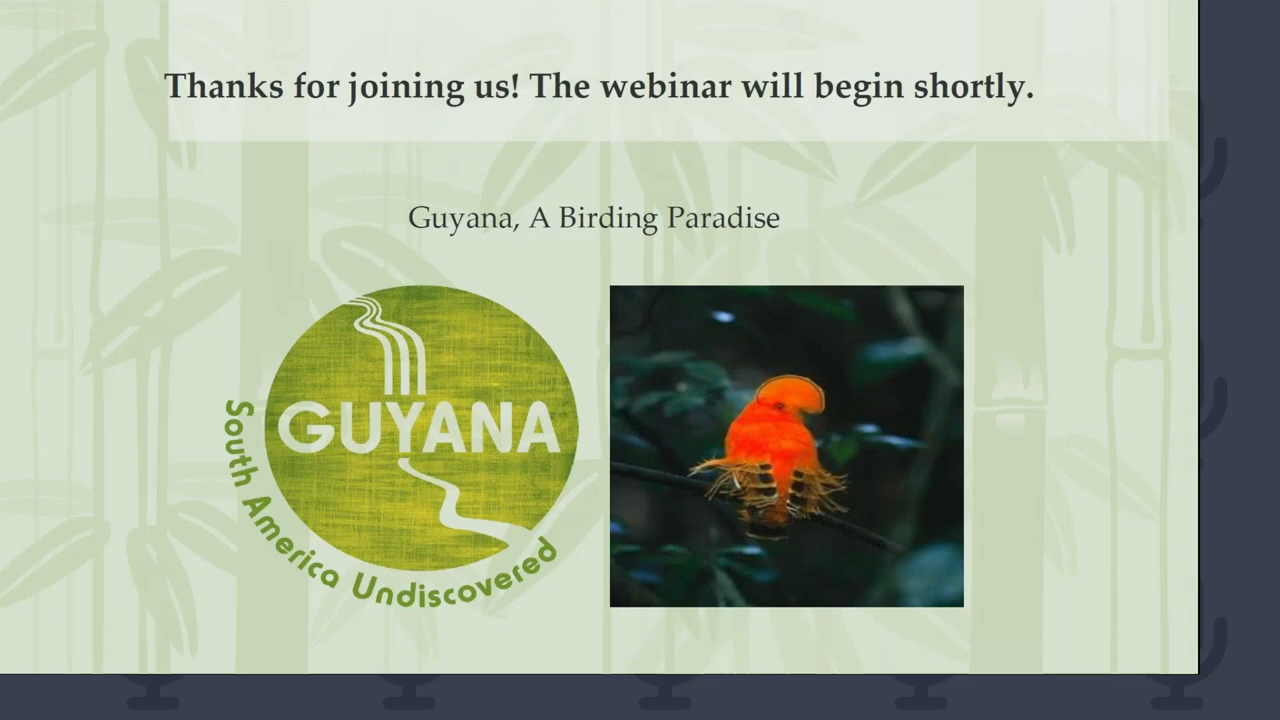 Thanks for joining us! The webinar will begin shortly.
Guyana, A Birding Paradise
GUYANA
South America Undiscovered